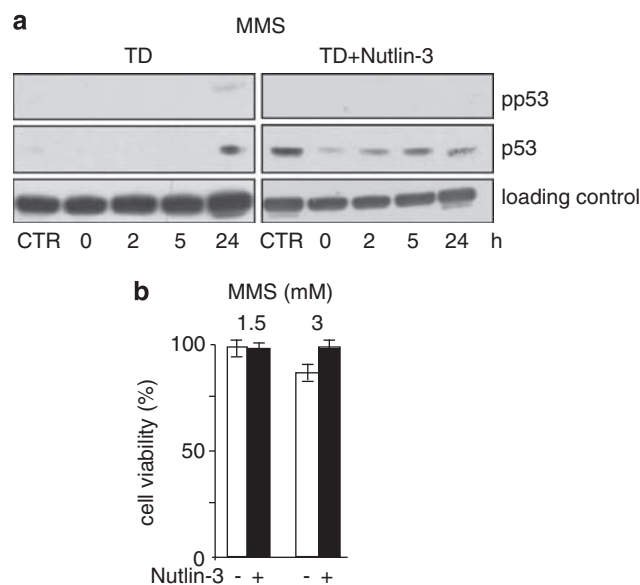 a
MMS
TD TD+Nutlin-3
pp53
p53
loading control
CTR 0 2 5 24 CTR 0 2 5 24 h
b
MMS (mM)
1.5 3
100
50
0
cell viability (%)
Nutlin-3 - + - +